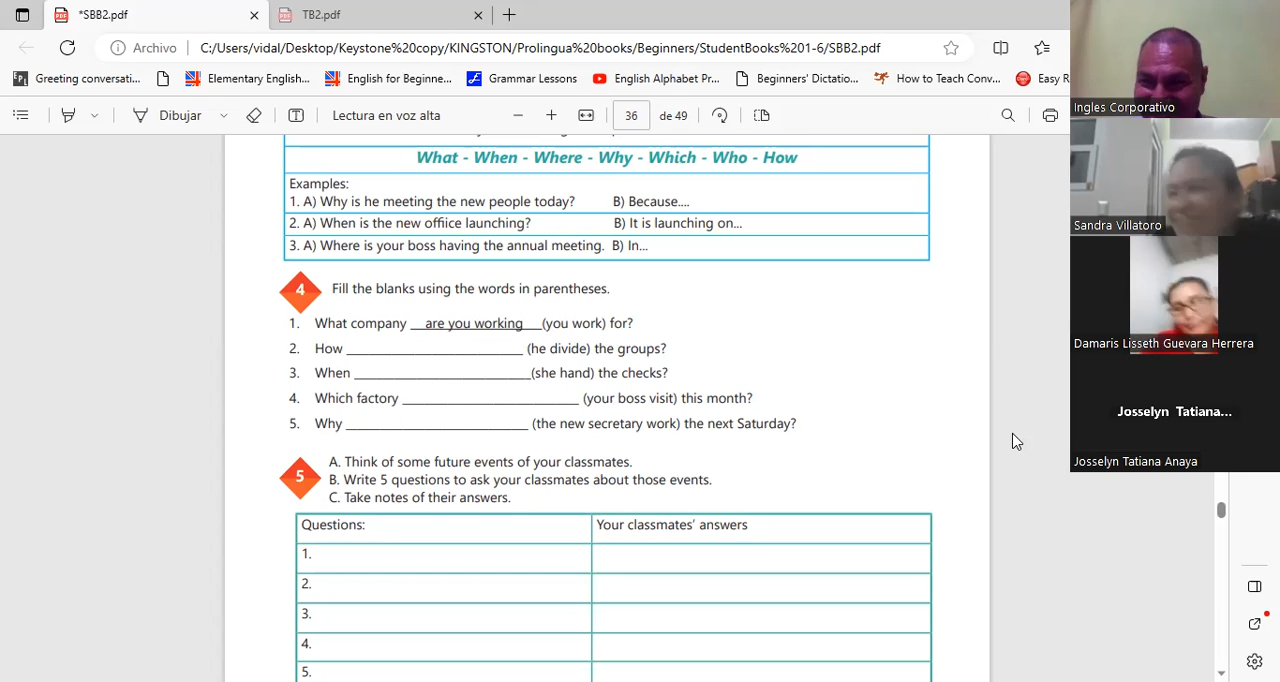 *SBB2.pdf
TB2.pdf
Archivo
C:/Users/vidal/Desktop/Keystone%20copy/KINGSTON/Prolingua%20books/Beginners/StudentBooks%201-6/SBB2.pdf
Greeting conversati...
Elementary English...
English for Beginne...
Grammar Lessons
English Alphabet Pr...
Beginners' Dictatio...
How to Teach Conv...
Easy R
Dibujar
Lectura en voz alta
36
de 49
What - When - Where - Why - Which - Who - How
Examples:
1. A) Why is he meeting the new people today? B) Because....
2. A) When is the new office launching? B) It is launching on...
3. A) Where is your boss having the annual meeting. B) In...
4 Fill the blanks using the words in parentheses.
1. What company __are you working___(you work) for?
2. How ________________________ (he divide) the groups?
3. When ________________________(she hand) the checks?
4. Which factory ________________________ (your boss visit) this month?
5. Why _________________________ (the new secretary work) the next Saturday?
5 A. Think of some future events of your classmates.
B. Write 5 questions to ask your classmates about those events.
C. Take notes of their answers.
Questions: Your classmates' answers
1.
2.
3.
4.
5.
Ingles Corporativo
Sandra Villatoro
Damaris Lisseth Guevara Herrera
Josselyn Tatiana...
Josselyn Tatiana Anaya